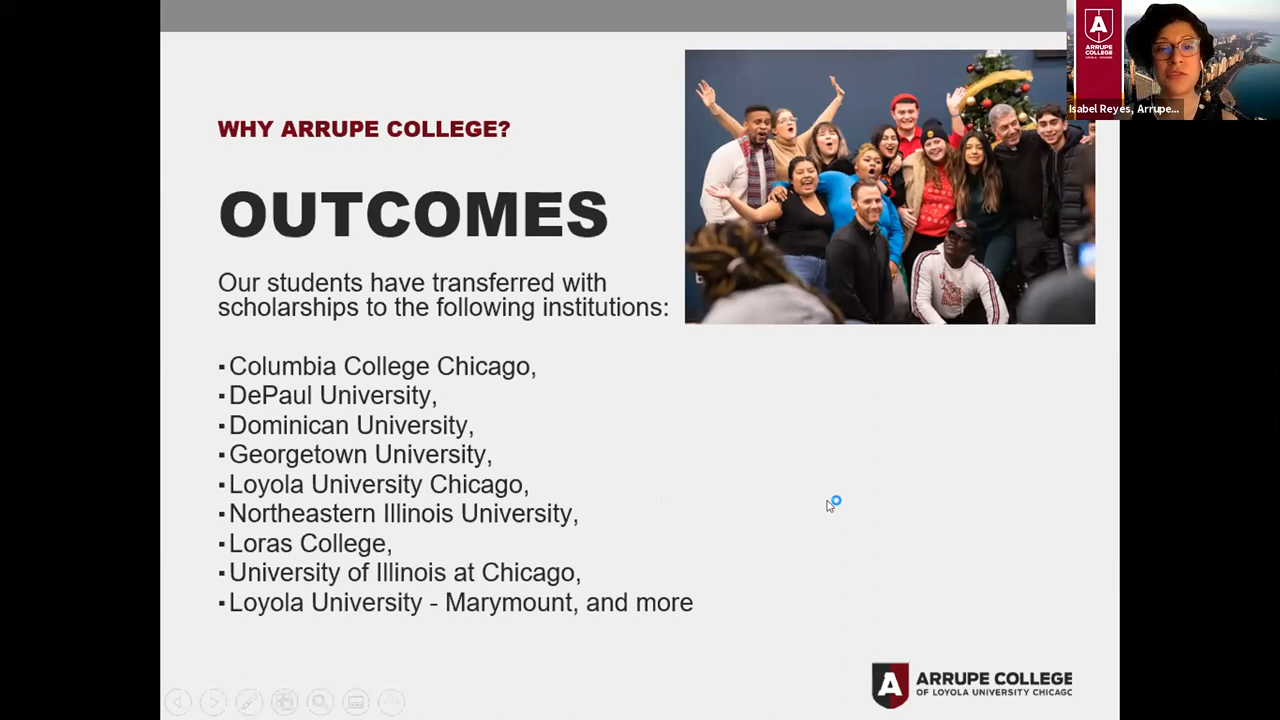 WHY ARRUPE COLLEGE?
OUTCOMES
Our students have transferred with
scholarships to the following institutions:
▪ Columbia College Chicago,
▪ DePaul University,
▪ Dominican University,
▪ Georgetown University,
▪ Loyola University Chicago,
▪ Northeastern Illinois University,
▪ Loras College,
▪ University of Illinois at Chicago,
▪ Loyola University - Marymount, and more
A
ARRUPE
COLLEGE
LOYOLA · CHICAGO
Isabel Reyes, Arrupe...
A
ARRUPE COLLEGE
OF LOYOLA UNIVERSITY CHICAGO